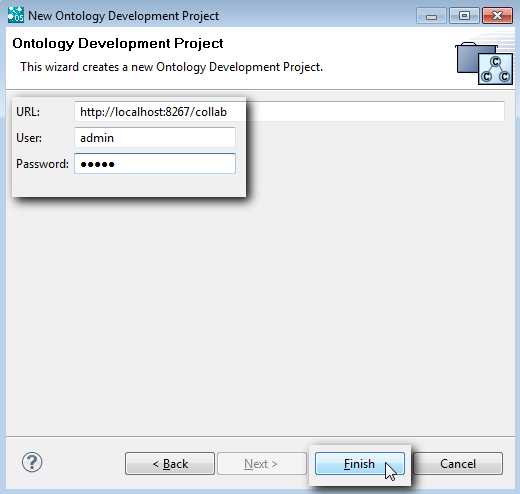 New Ontology Development Project
Ontology Development Project
This wizard creates a new Ontology Development Project.
URL: http://localhost:8267/collab
User: admin
Password: ●●●●●
< Back Next > Finish Cancel